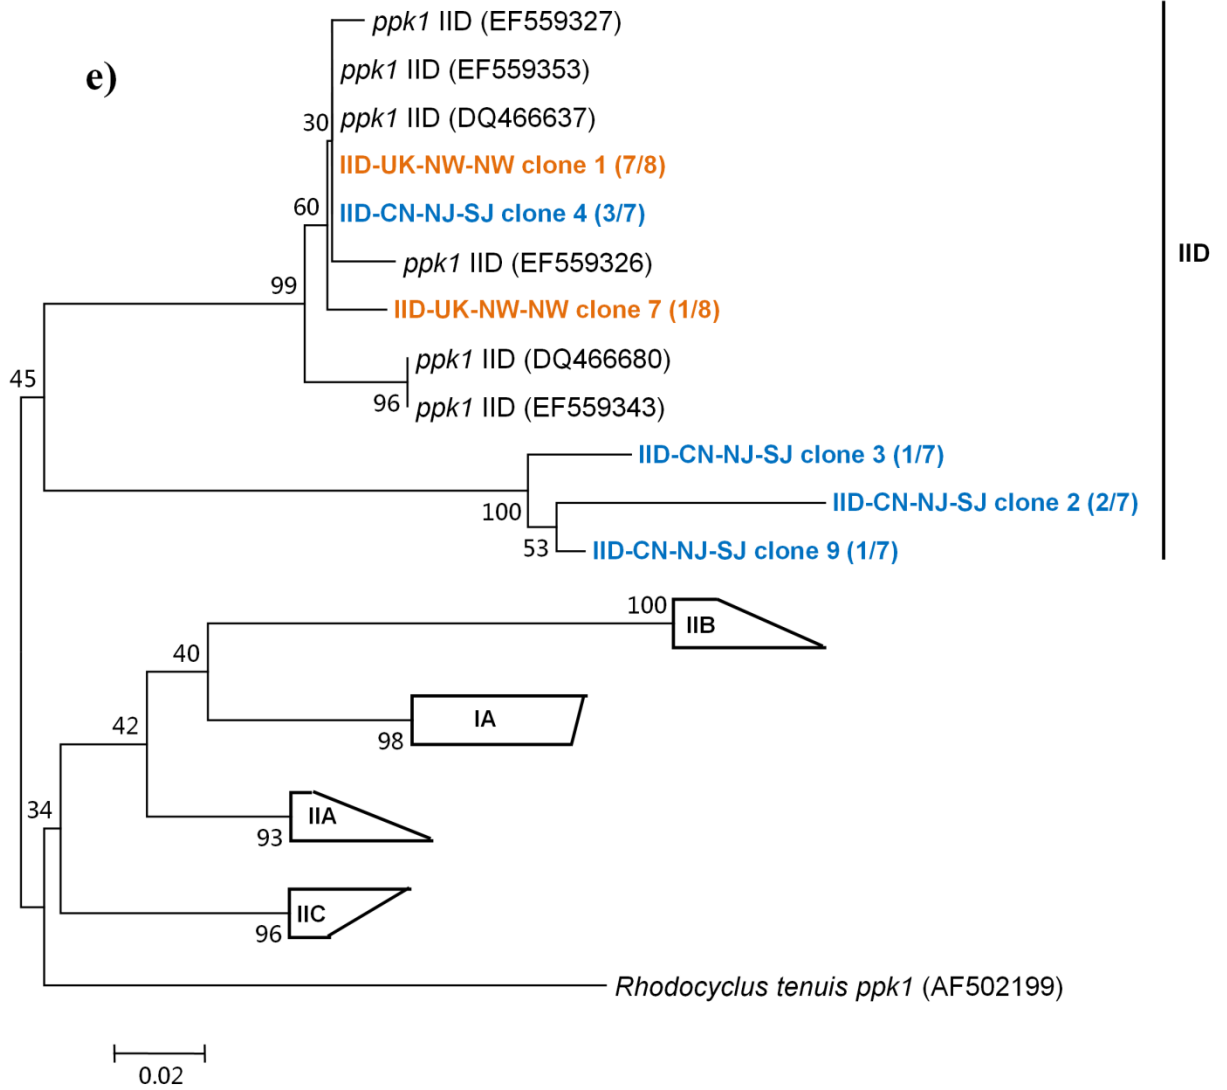 ppk1 IID (EF559327)
e)
ppk1 IID (EF559353)
30
ppk1 IID (DQ466637)
IID-UK-NW-NW clone 1 (7/8)
60
IID-CN-NJ-SJ clone 4 (3/7)
ppk1 IID (EF559326)
IID
99
IID-UK-NW-NW clone 7 (1/8)
ppk1 IID (DQ466680)
45
96
ppk1 IID (EF559343)
IID-CN-NJ-SJ clone 3 (1/7)
100
IID-CN-NJ-SJ clone 2 (2/7)
53
IID-CN-NJ-SJ clone 9 (1/7)
100
IIB
40
IA
42
98
34
IIA
93
IIC
96
Rhodocyclus tenuis ppk1 (AF502199)
0.02